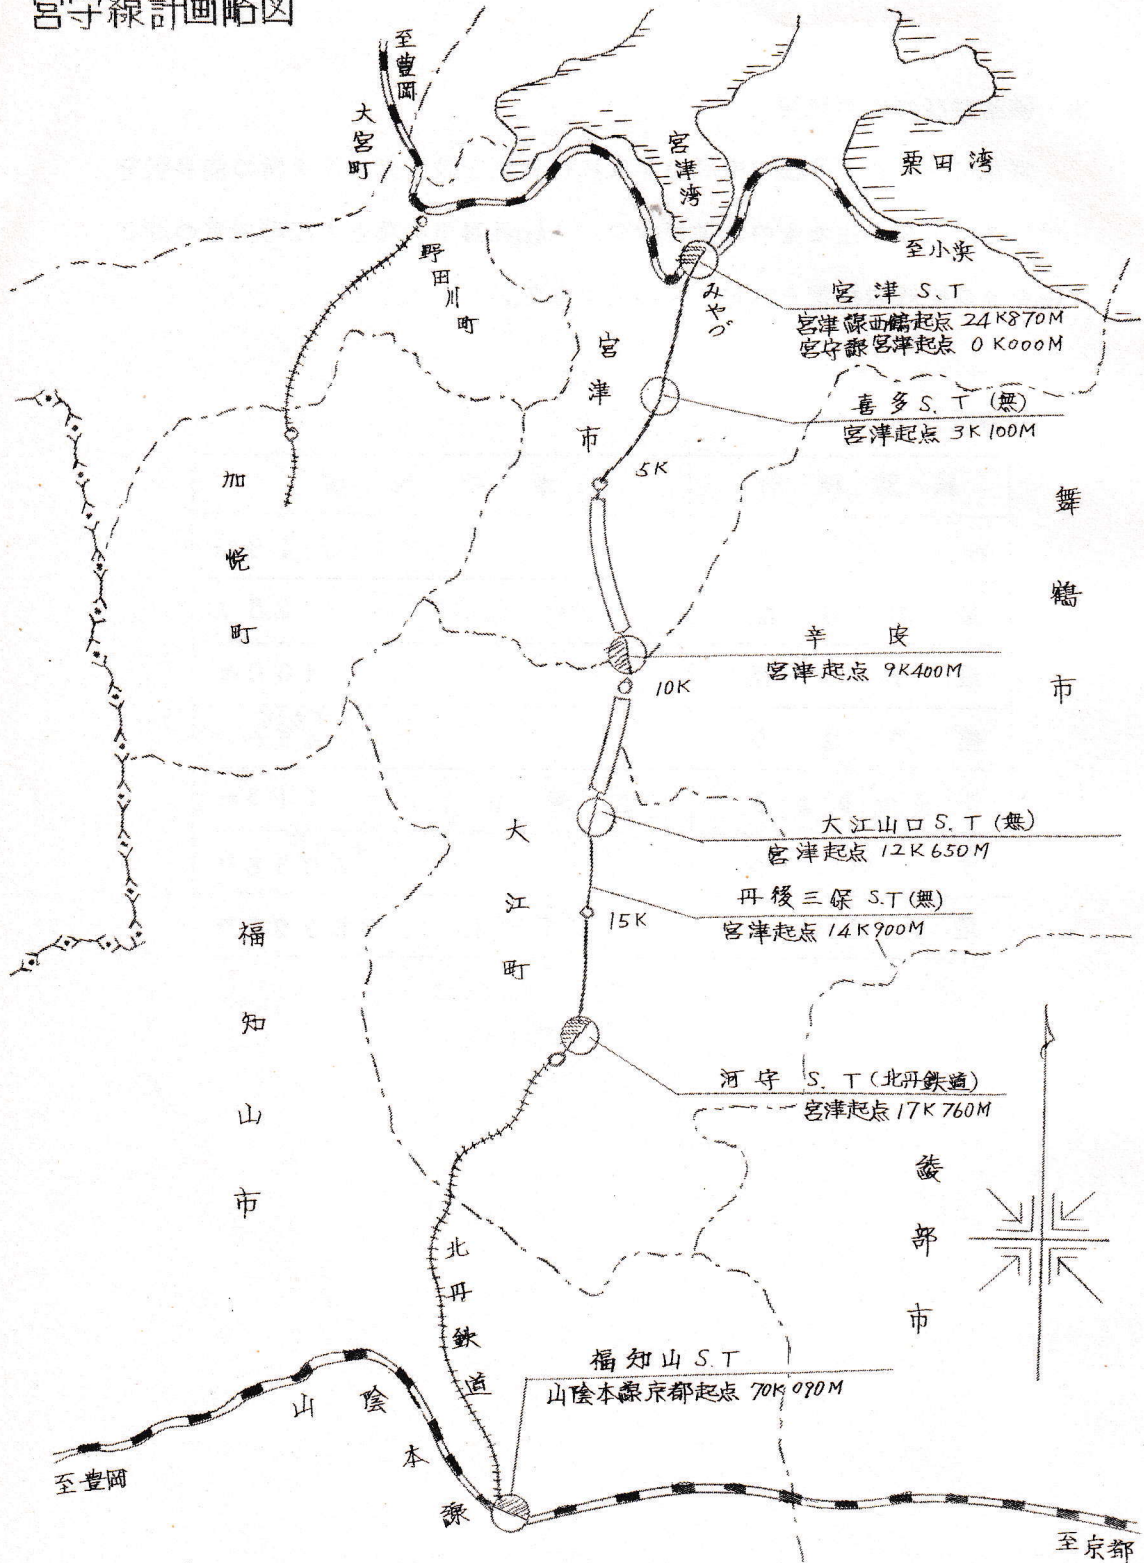 宮守線計画略図
至豊岡
大宮町
宮津湾
栗田湾
至小浜
野田川町
みやづ
宮津 S.T
宮津線西鶴起点 24K870M
宮守線宮津起点 0K000M
宮津市
喜多 S.T (無)
宮津起点 3K100M
5K
加悦町
舞鶴市
辛皮
宮津起点 9K400M
10K
大江山口 S.T (無)
宮津起点 12K650M
大江町
丹後三保 S.T (無)
宮津起点 14K900M
15K
福知山市
河守 S.T (北丹鉄道)
宮津起点 17K760M
綾部市
北丹鉄道
福知山 S.T
山陰本線京都起点 70K090M
山陰本線
至豊岡
至京都